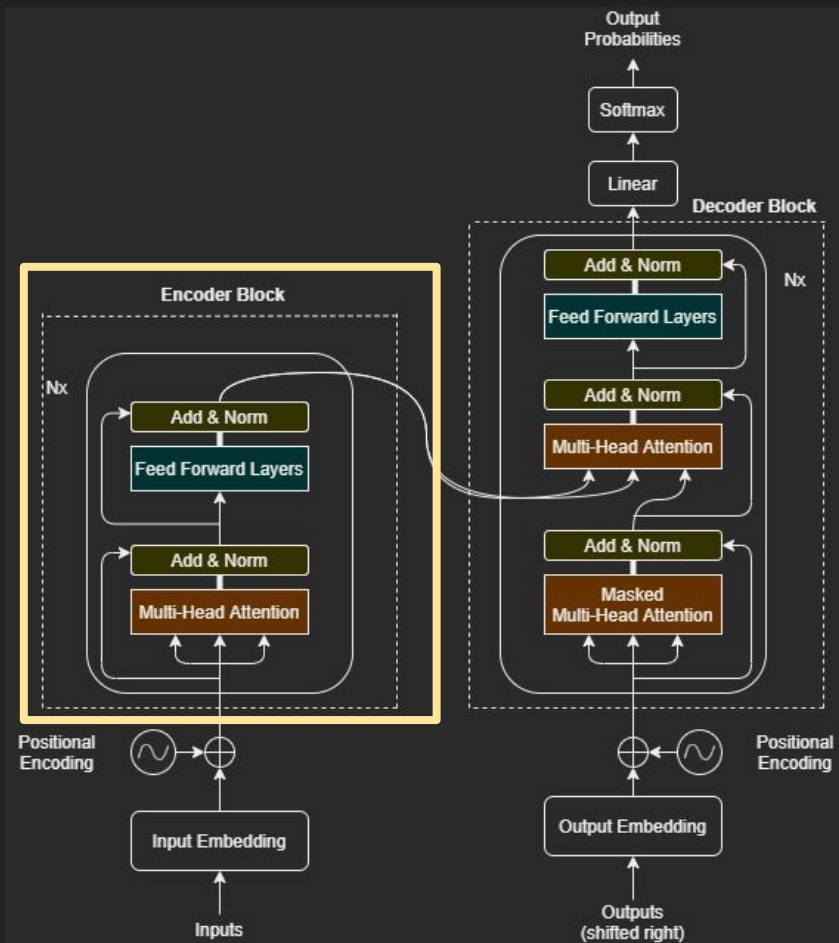 Output
Probabilities
Softmax
Linear
Decoder Block
Add & Norm
Nx
Feed Forward Layers
Add & Norm
Multi-Head Attention
Add & Norm
Masked
Multi-Head Attention
Encoder Block
Nx
Add & Norm
Feed Forward Layers
Add & Norm
Multi-Head Attention
Positional
Encoding
Positional
Encoding
Input Embedding
Output Embedding
Inputs
Outputs
(shifted right)